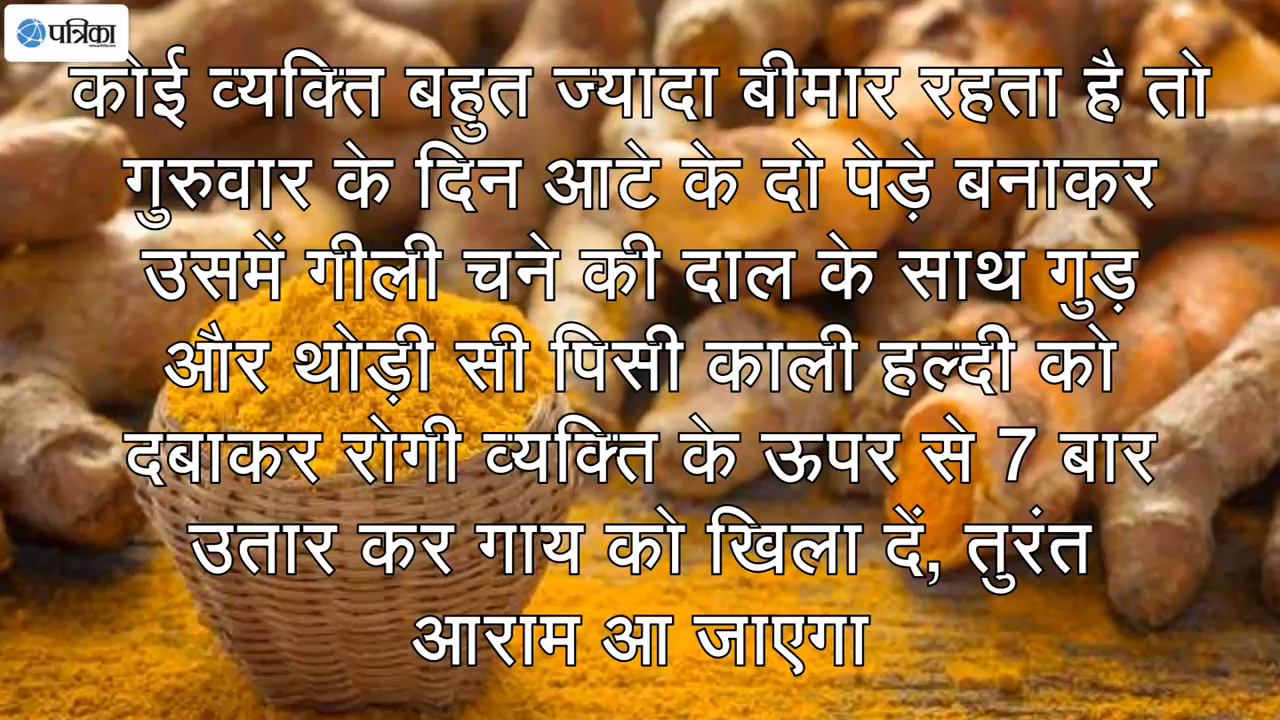 पत्रिका
कोई व्यक्ति बहुत ज्यादा बीमार रहता है तो
गुरुवार के दिन आटे के दो पेड़े बनाकर
उसमें गीली चने की दाल के साथ गुड़
और थोड़ी सी पिसी काली हल्दी को
दबाकर रोगी व्यक्ति के ऊपर से 7 बार
उतार कर गाय को खिला दें, तुरंत
आराम आ जाएगा